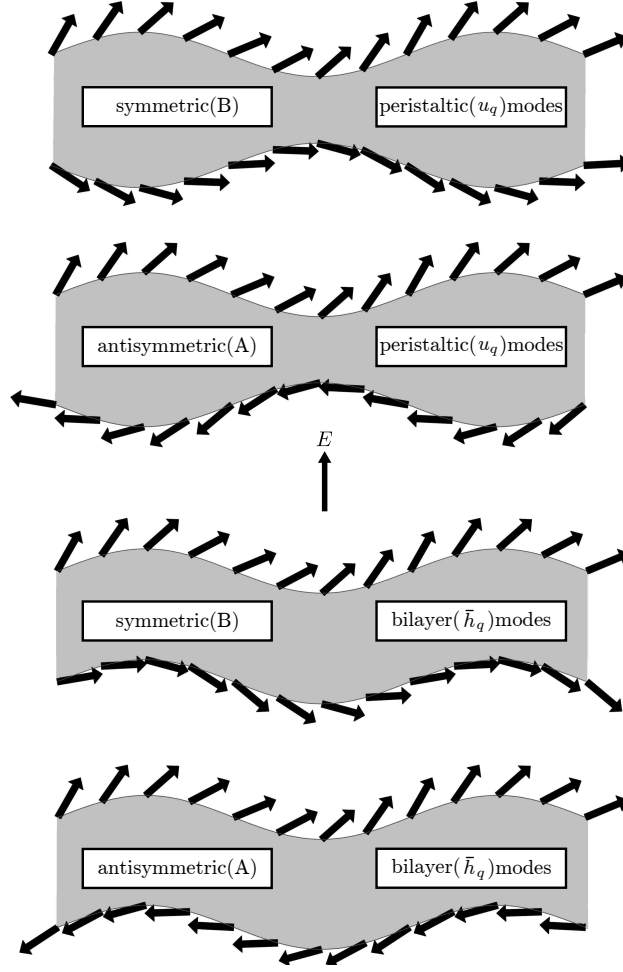 symmetric(B) peristaltic(u_q)modes
antisymmetric(A) peristaltic(u_q)modes
E
symmetric(B) bilayer(h̄_q)modes
antisymmetric(A) bilayer(h̄_q)modes